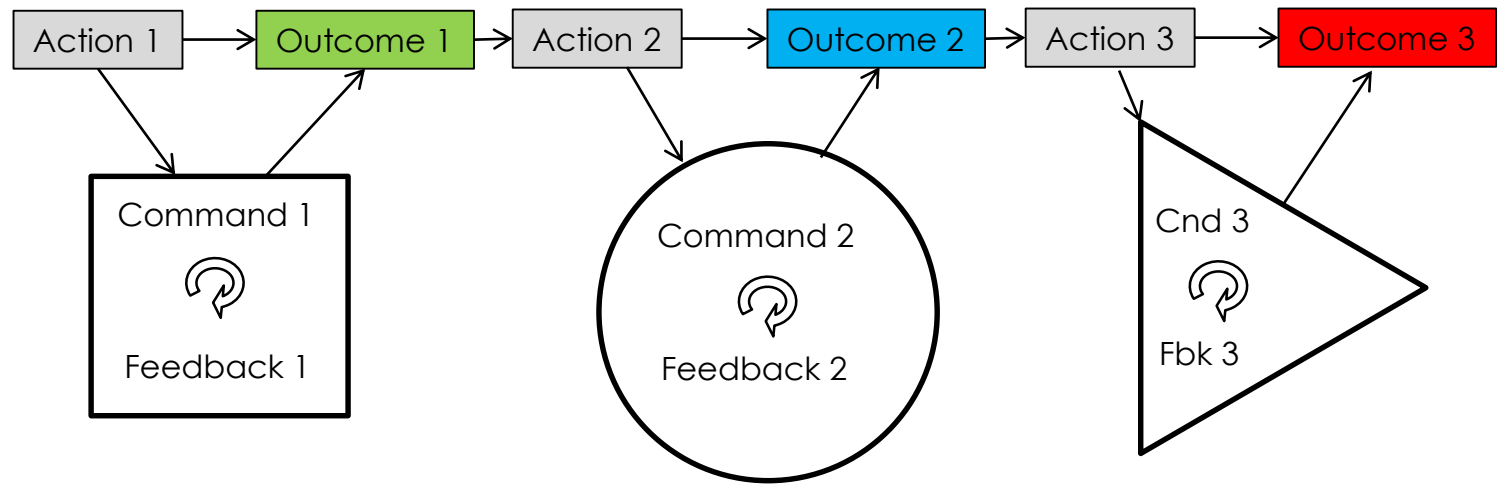 Action 1
Outcome 1
Action 2
Outcome 2
Action 3
Outcome 3
Command 1
Feedback 1
Command 2
Feedback 2
Cnd 3
Fbk 3